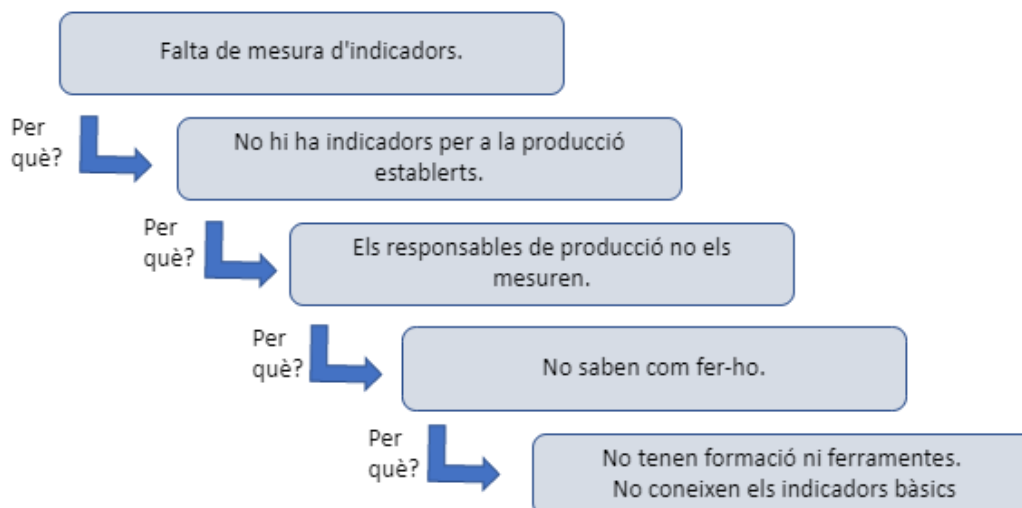 Falta de mesura d'indicadors.
Per
què?
No hi ha indicadors per a la producció
establerts.
Per
què?
Els responsables de producció no els
mesuren.
Per
què?
No saben com fer-ho.
Per
què?
No tenen formació ni ferramentes.
No coneixen els indicadors bàsics